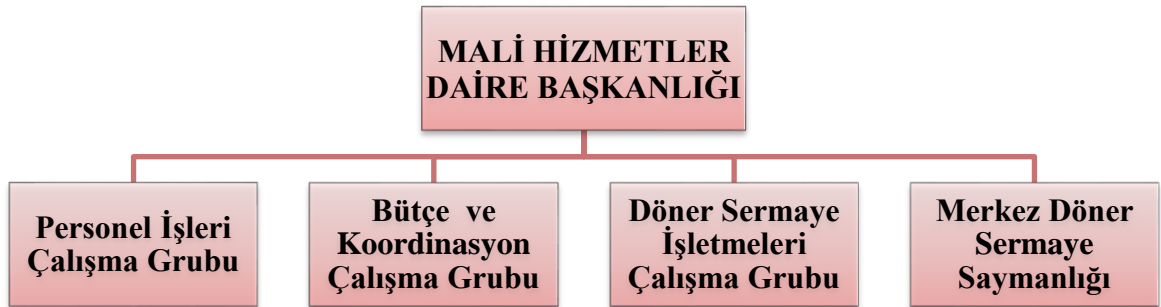 MALİ HİZMETLER
DAİRE BAŞKANLIĞI
Personel İşleri
Çalışma Grubu
Bütçe ve
Koordinasyon
Çalışma Grubu
Döner Sermaye
İşletmeleri
Çalışma Grubu
Merkez Döner
Sermaye
Saymanlığı